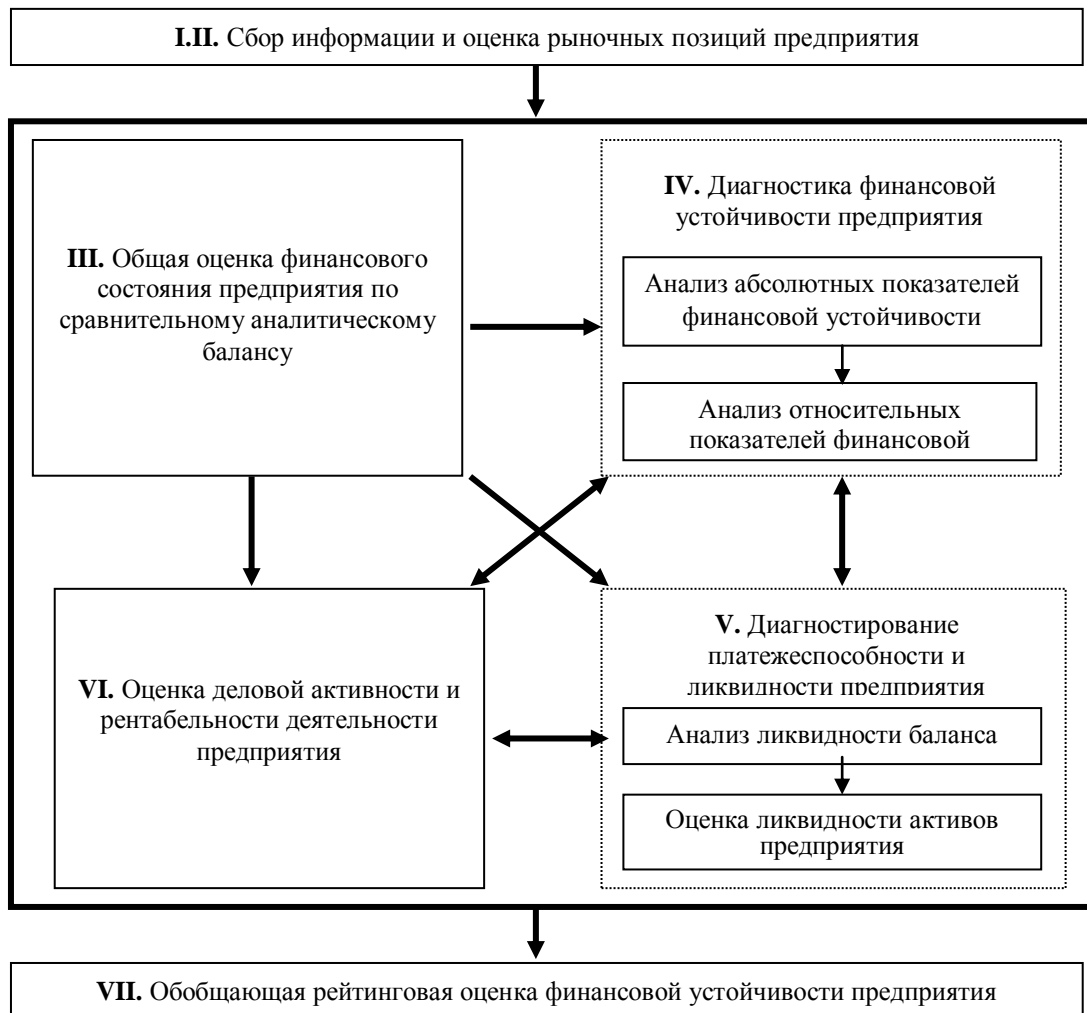 I.II. Сбор информации и оценка рыночных позиций предприятия
III. Общая оценка финансового
состояния предприятия по
сравнительному аналитическому
балансу
IV. Диагностика финансовой
устойчивости предприятия
Анализ абсолютных показателей
финансовой устойчивости
Анализ относительных
показателей финансовой
VI. Оценка деловой активности и
рентабельности деятельности
предприятия
V. Диагностирование
платежеспособности и
ликвидности предприятия
Анализ ликвидности баланса
Оценка ликвидности активов
предприятия
VII. Обобщающая рейтинговая оценка финансовой устойчивости предприятия